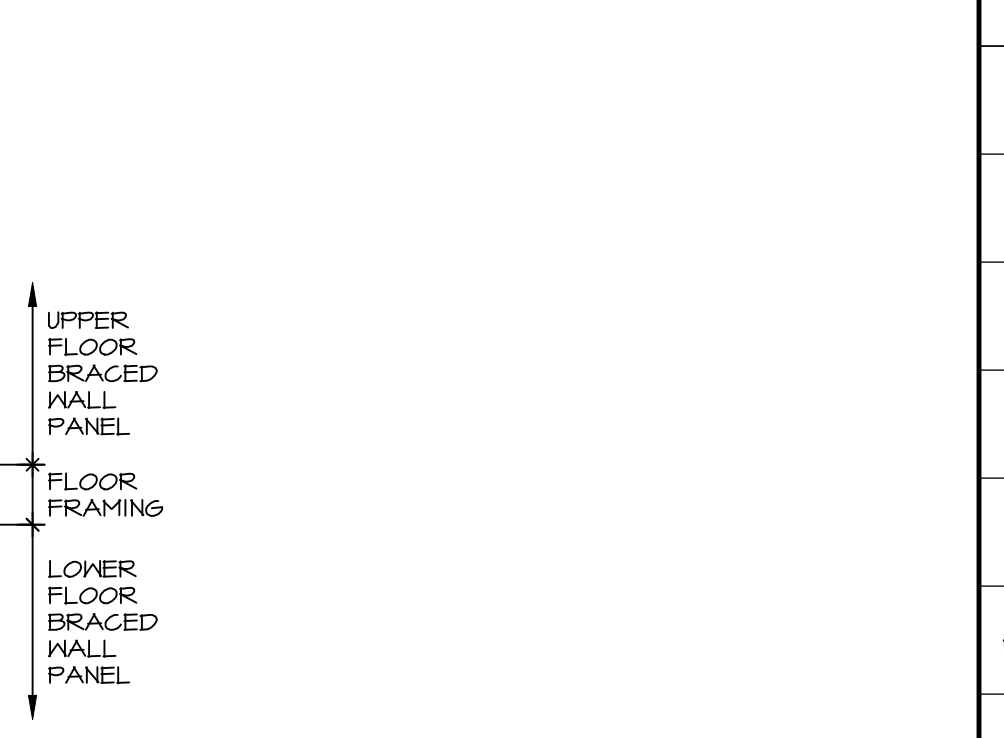 UPPER
FLOOR
BRACED
WALL
PANEL
FLOOR
FRAMING
LOWER
FLOOR
BRACED
WALL
PANEL